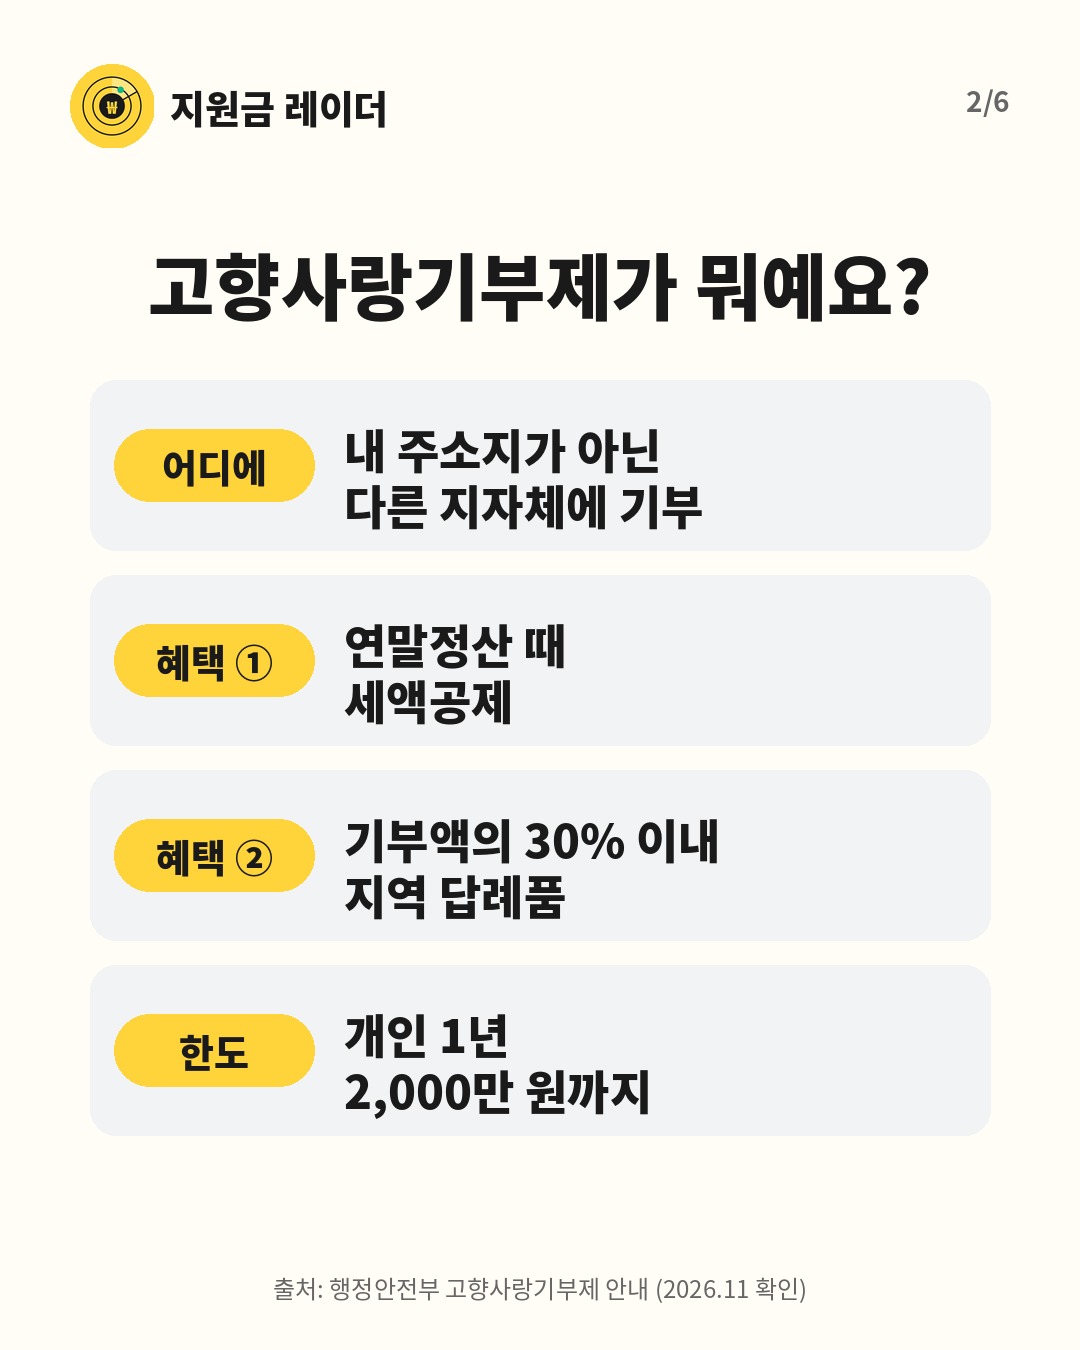 ₩
지원금 레이더
2/6
고향사랑기부제가 뭐예요?
어디에
내 주소지가 아닌
다른 지자체에 기부
혜택 ①
연말정산 때
세액공제
혜택 ②
기부액의 30% 이내
지역 답례품
한도
개인 1년
2,000만 원까지
출처: 행정안전부 고향사랑기부제 안내 (2026.11 확인)